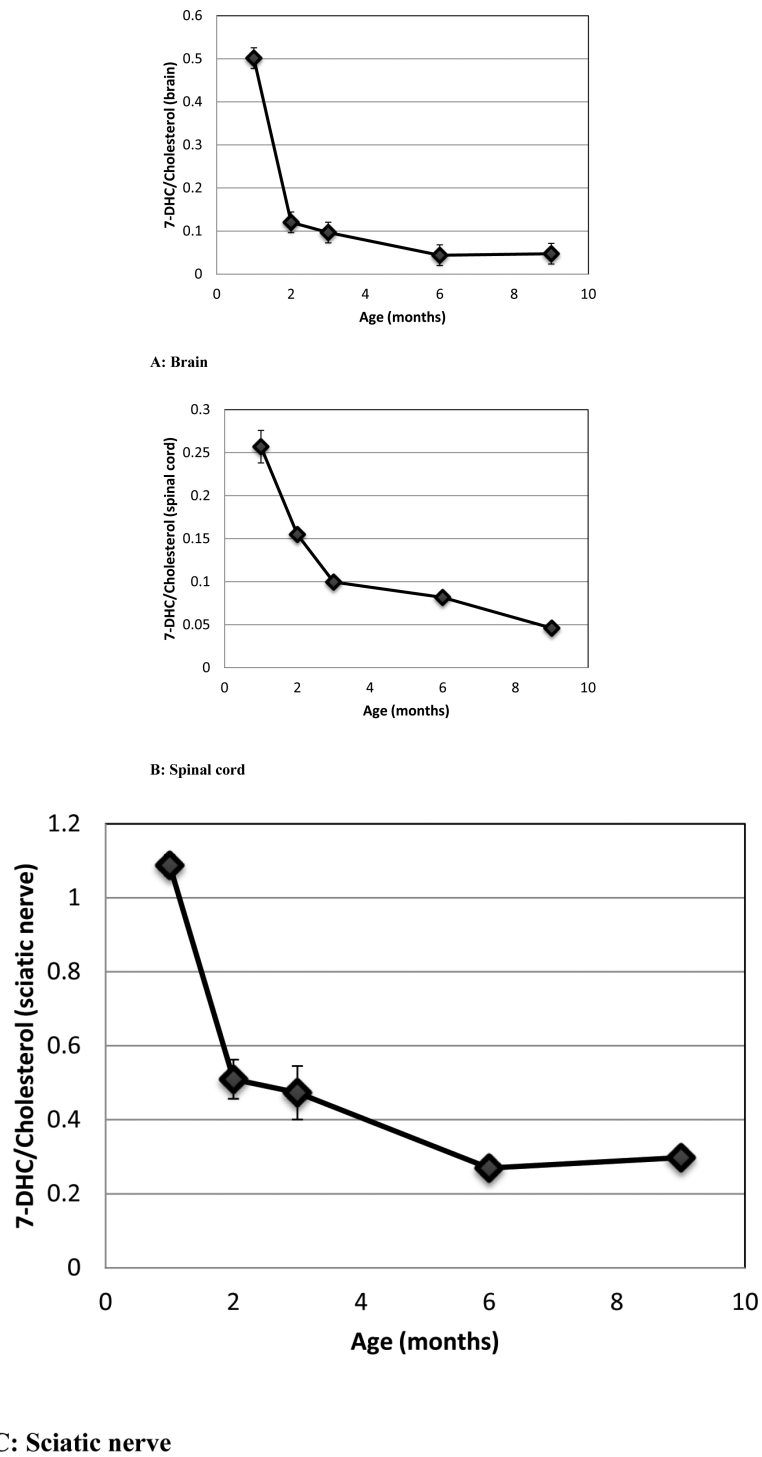 0.6
0.5
0.4
0.3
0.2
0.1
0
7-DHC/Cholesterol (brain)
0 2 4 6 8 10
Age (months)
A: Brain
0.3
0.25
0.2
0.15
0.1
0.05
0
7-DHC/Cholesterol (spinal cord)
0 2 4 6 8 10
Age (months)
B: Spinal cord
1.2
1
0.8
0.6
0.4
0.2
0
7-DHC/Cholesterol (sciatic nerve)
0 2 4 6 8 10
Age (months)
C: Sciatic nerve